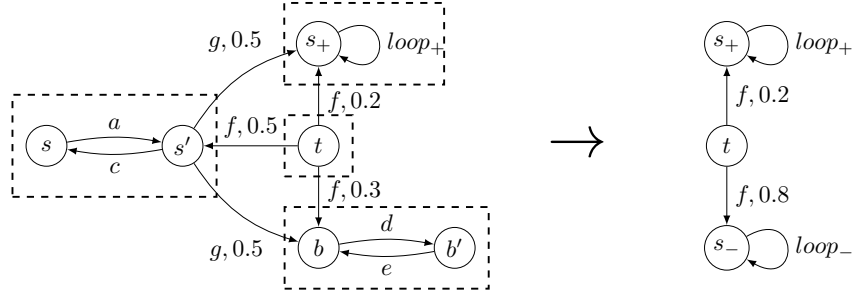 s₊
loop₊
g, 0.5
f, 0.2
s
a
c
s′
f, 0.5
t
f, 0.3
g, 0.5
b
d
e
b′
s₊
loop₊
f, 0.2
t
f, 0.8
s₋
loop₋